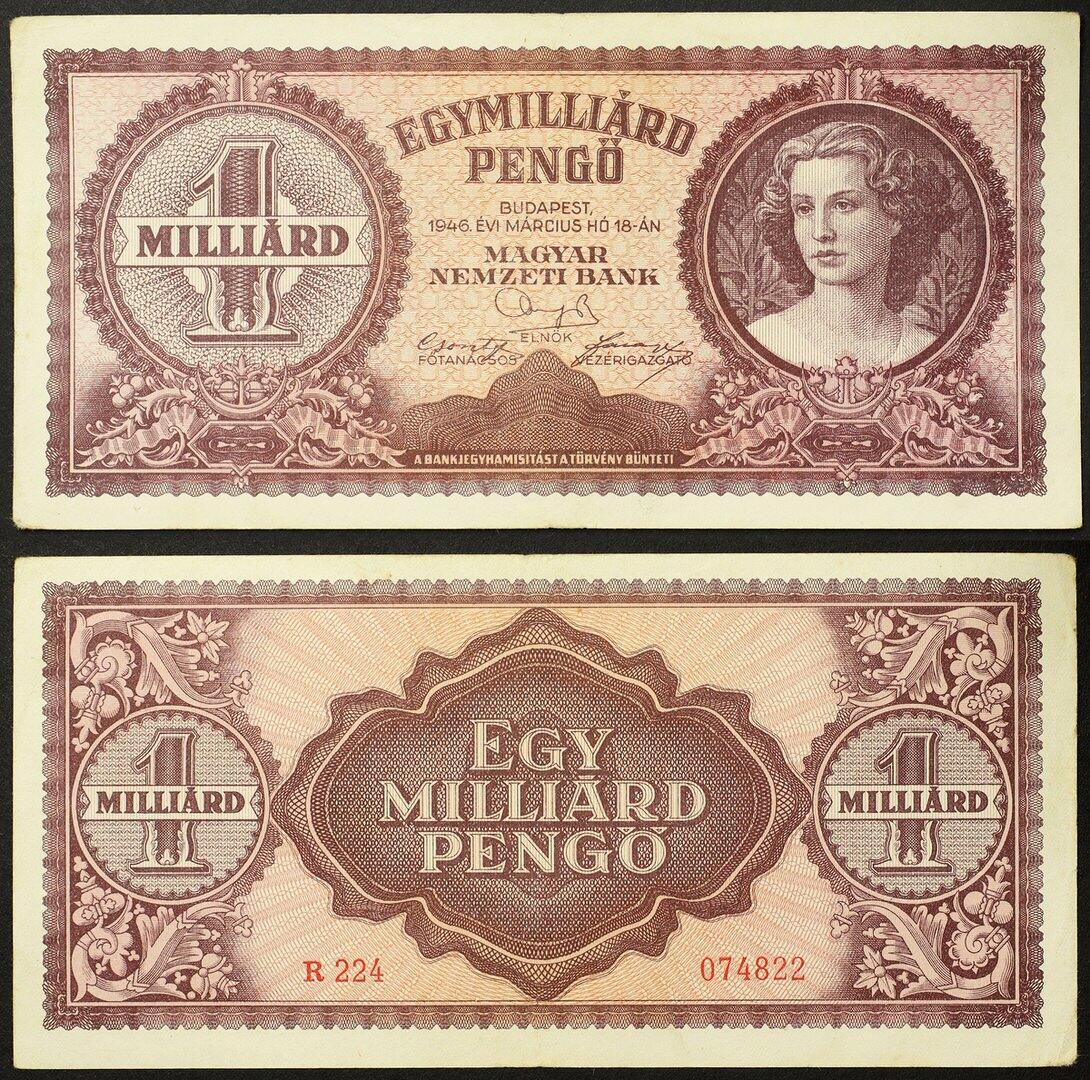 1
MILLIÁRD
EGYMILLIÁRD
PENGŐ
BUDAPEST,
1946. ÉVI MÁRCIUS HÓ 18-ÁN
MAGYAR
NEMZETI BANK
ELNÖK
FŐTANÁCSOS VEZÉRIGAZGATÓ
A BANKJEGYHAMISITÁST A TÖRVÉNY BÜNTETI
1
MILLIÁRD
EGY
MILLIÁRD
PENGŐ
1
MILLIÁRD
R 224
074822